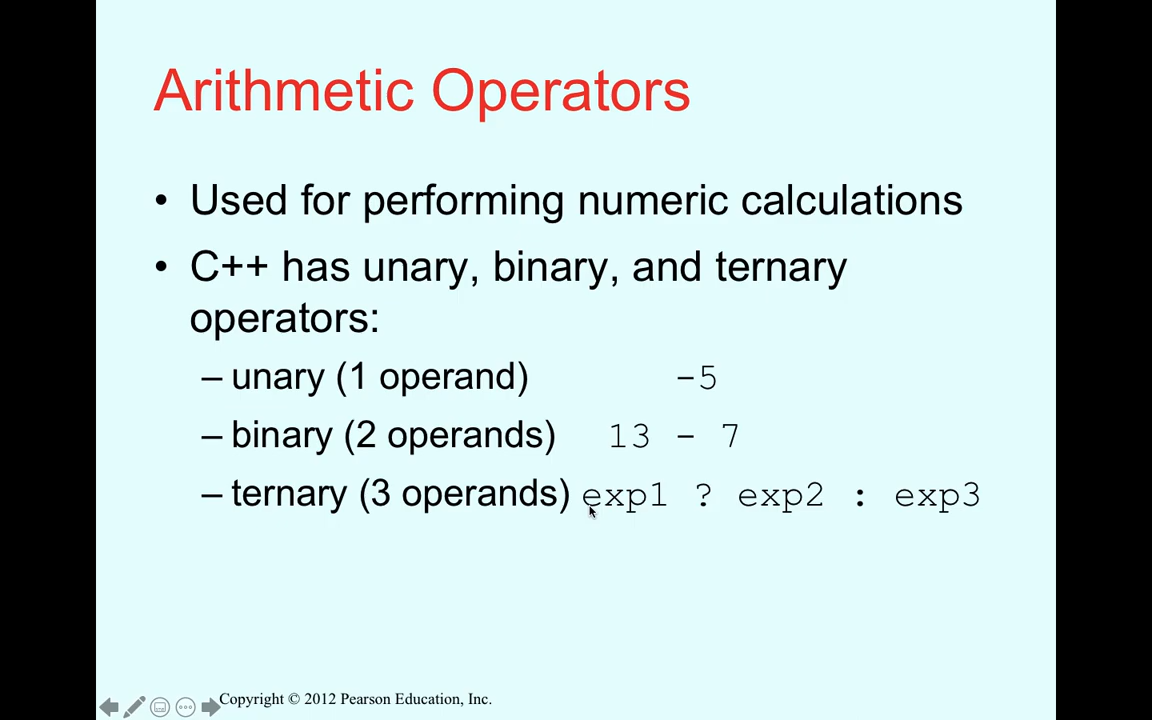 Arithmetic Operators
• Used for performing numeric calculations
• C++ has unary, binary, and ternary
operators:
– unary (1 operand) -5
– binary (2 operands) 13 - 7
– ternary (3 operands) exp1 ? exp2 : exp3
Copyright © 2012 Pearson Education, Inc.